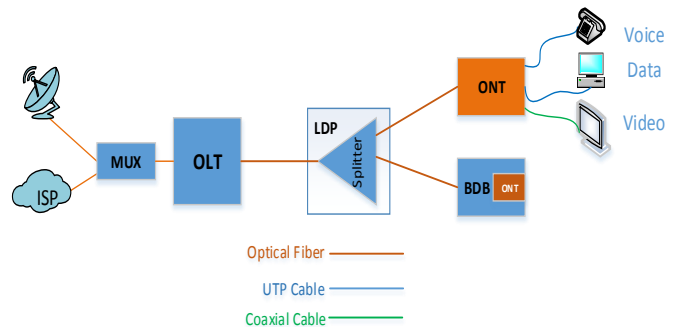 Voice
Data
Video
ONT
LDP
Splitter
MUX
OLT
ISP
BDB
ONT
Optical Fiber
UTP Cable
Coaxial Cable